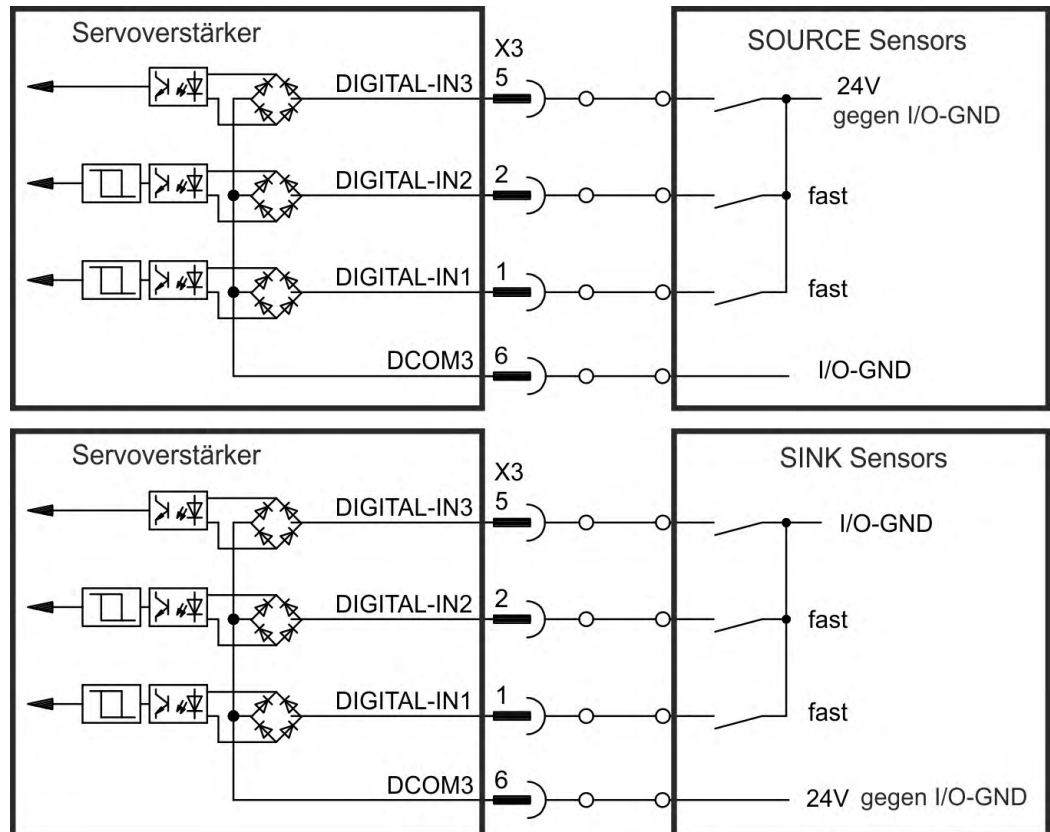 Servoverstärker
SOURCE Sensors
X3
DIGITAL-IN3 5 24V
gegen I/O-GND
DIGITAL-IN2 2 fast
DIGITAL-IN1 1 fast
DCOM3 6 I/O-GND
Servoverstärker
SINK Sensors
X3
DIGITAL-IN3 5 I/O-GND
DIGITAL-IN2 2 fast
DIGITAL-IN1 1 fast
DCOM3 6 24V gegen I/O-GND